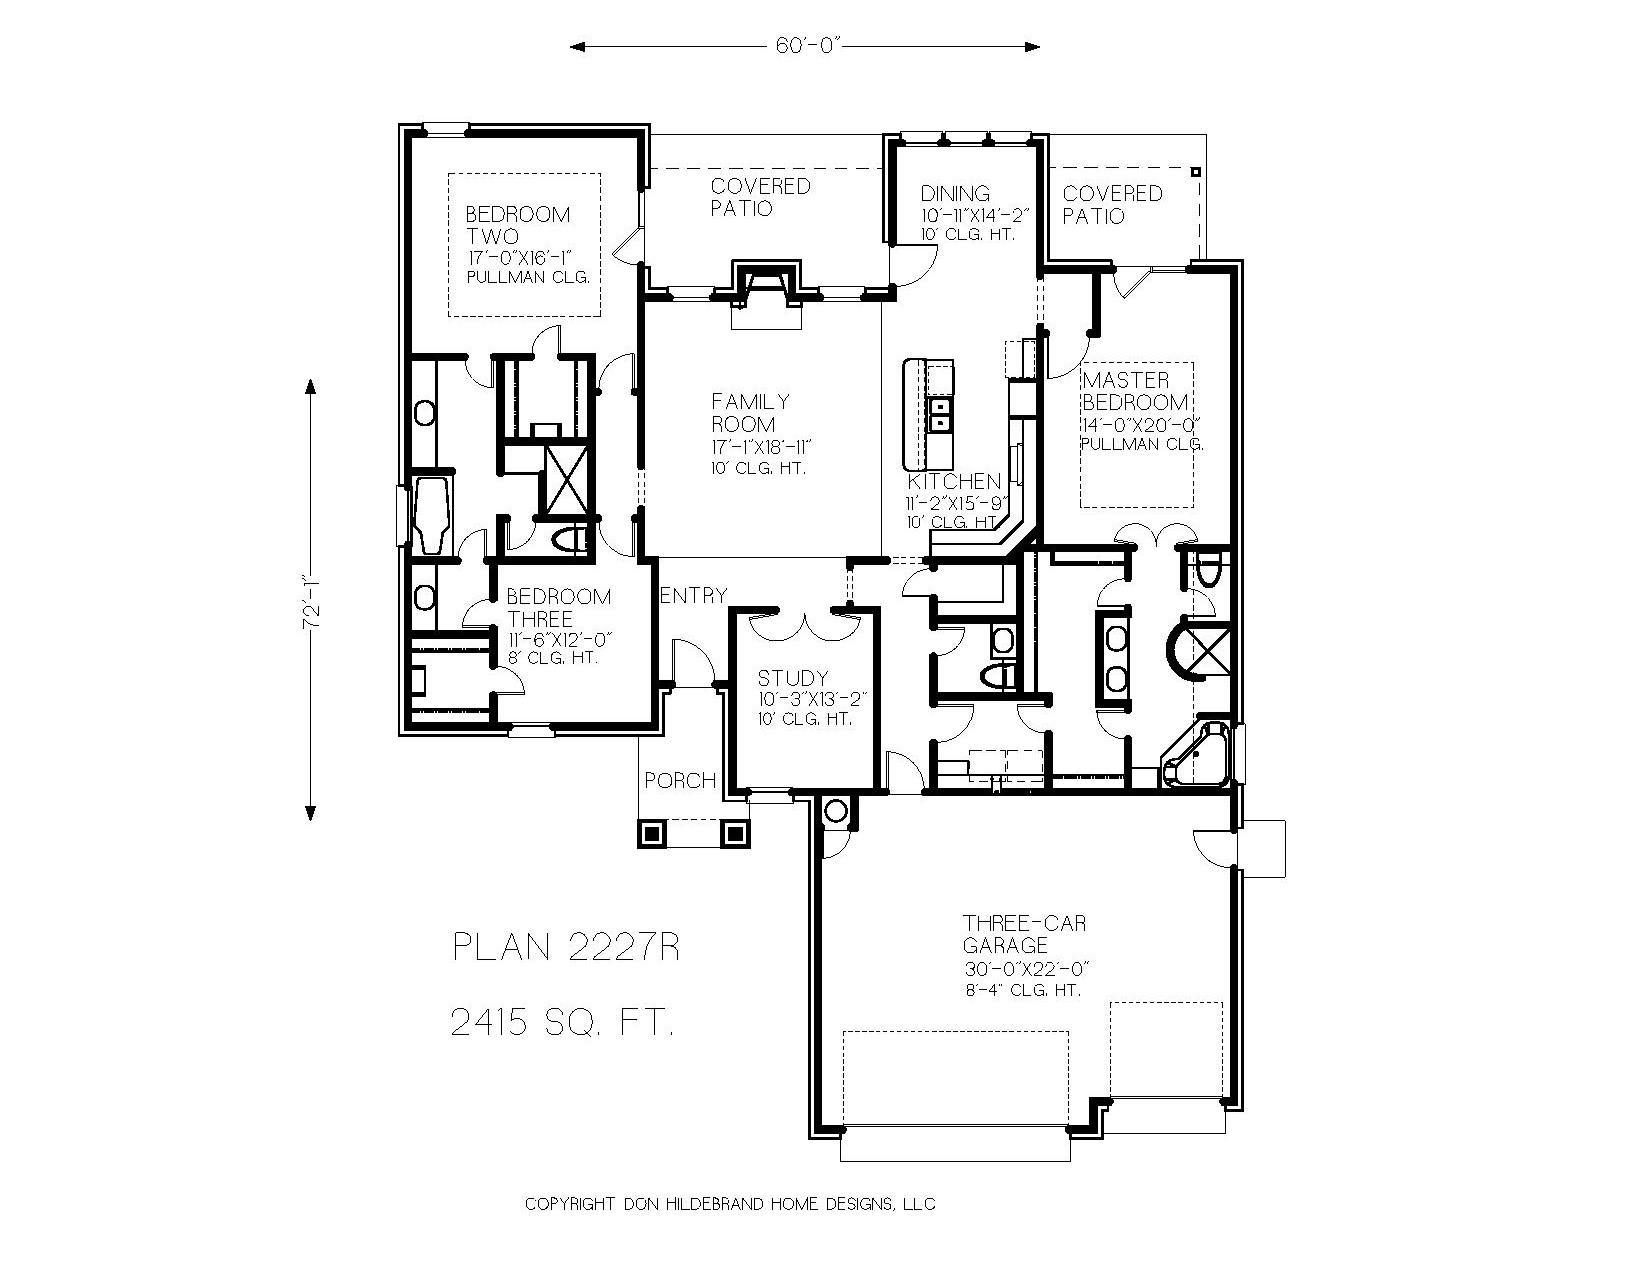 60'-0"
COVERED
PATIO
DINING
10'-11"X14'-2"
10' CLG. HT.
COVERED
PATIO
BEDROOM
TWO
17'-0"X16'-1"
PULLMAN CLG.
FAMILY
ROOM
17'-1"X18'-11"
10' CLG. HT.
MASTER
BEDROOM
14'-0"X20'-0"
PULLMAN CLG.
KITCHEN
11'-2"X15'-9"
10' CLG. HT.
72'-1"
BEDROOM
THREE
11'-6"X12'-0"
8' CLG. HT.
ENTRY
STUDY
10'-3"X13'-2"
10' CLG. HT.
PORCH
THREE-CAR
GARAGE
30'-0"X22'-0"
8'-4" CLG. HT.
PLAN 2227R
2415 SQ. FT.
COPYRIGHT DON HILDEBRAND HOME DESIGNS, LLC